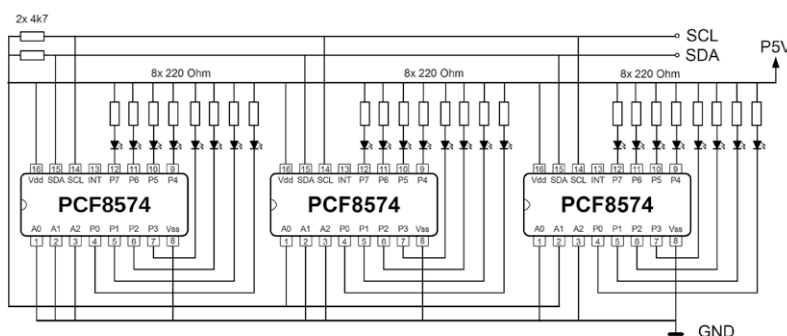 2x 4k7
SCL
SDA
P5V
8x 220 Ohm 8x 220 Ohm 8x 220 Ohm
16 15 14 13 12 11 10 9 16 15 14 13 12 11 10 9 16 15 14 13 12 11 10 9
Vdd SDA SCL INT P7 P6 P5 P4 Vdd SDA SCL INT P7 P6 P5 P4 Vdd SDA SCL INT P7 P6 P5 P4
PCF8574 PCF8574 PCF8574
A0 A1 A2 P0 P1 P2 P3 Vss A0 A1 A2 P0 P1 P2 P3 Vss A0 A1 A2 P0 P1 P2 P3 Vss
1 2 3 4 5 6 7 8 1 2 3 4 5 6 7 8 1 2 3 4 5 6 7 8
GND